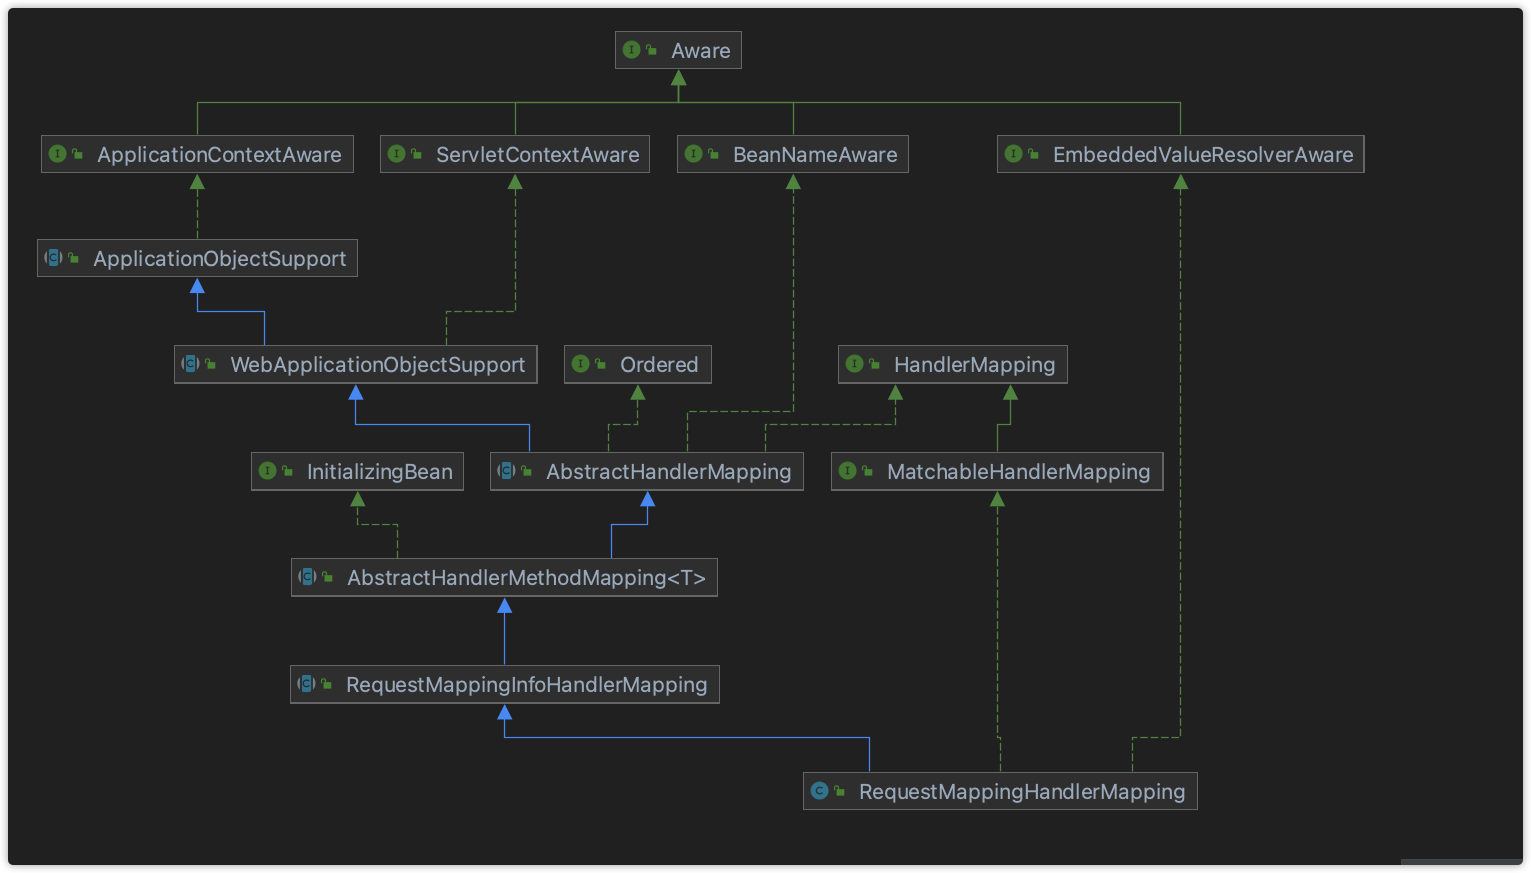 Aware
ApplicationContextAware
ServletContextAware
BeanNameAware
EmbeddedValueResolverAware
ApplicationObjectSupport
WebApplicationObjectSupport
Ordered
HandlerMapping
InitializingBean
AbstractHandlerMapping
MatchableHandlerMapping
AbstractHandlerMethodMapping<T>
RequestMappingInfoHandlerMapping
RequestMappingHandlerMapping